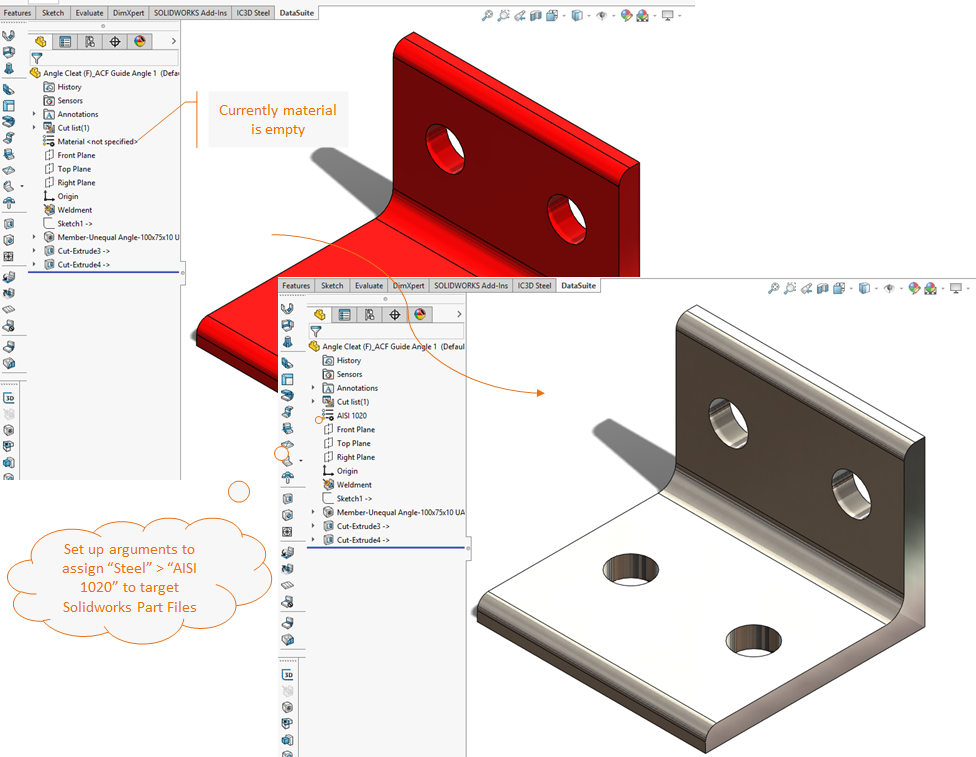 Features Sketch Evaluate DimXpert SOLIDWORKS Add-Ins IC3D Steel DataSuite
Angle Cleat (F)_ACF Guide Angle 1 (Defau
History
Sensors
Annotations
Cut list(1)
Material <not specified>
Front Plane
Top Plane
Right Plane
Origin
Weldment
Sketch1 ->
Member-Unequal Angle-100x75x10 U
Cut-Extrude3 ->
Cut-Extrude4 ->
3D
Currently material
is empty
Features Sketch Evaluate DimXpert SOLIDWORKS Add-Ins IC3D Steel DataSuite
Angle Cleat (F)_ACF Guide Angle 1 (Defaul
History
Sensors
Annotations
Cut list(1)
AISI 1020
Front Plane
Top Plane
Right Plane
Origin
Weldment
Sketch1 ->
Member-Unequal Angle-100x75x10 UA
Cut-Extrude3 ->
Cut-Extrude4 ->
3D
Set up arguments to
assign “Steel” > “AISI
1020” to target
Solidworks Part Files